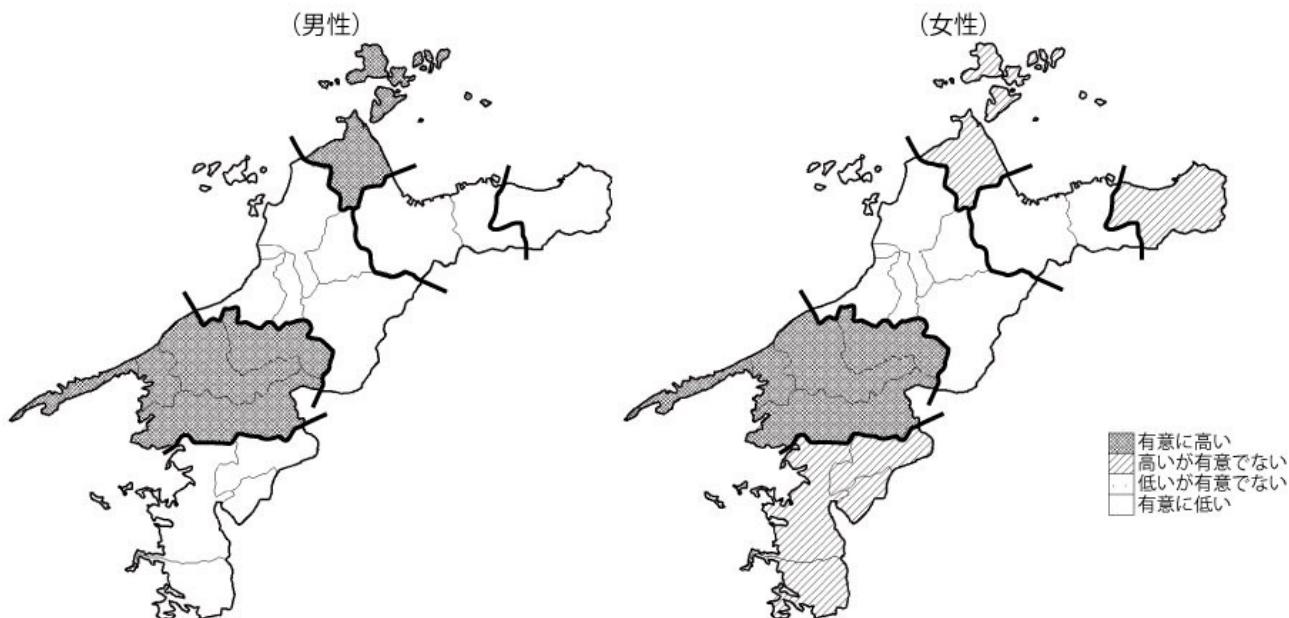 （男性）
（女性）
有意に高い
高いが有意でない
低いが有意でない
有意に低い